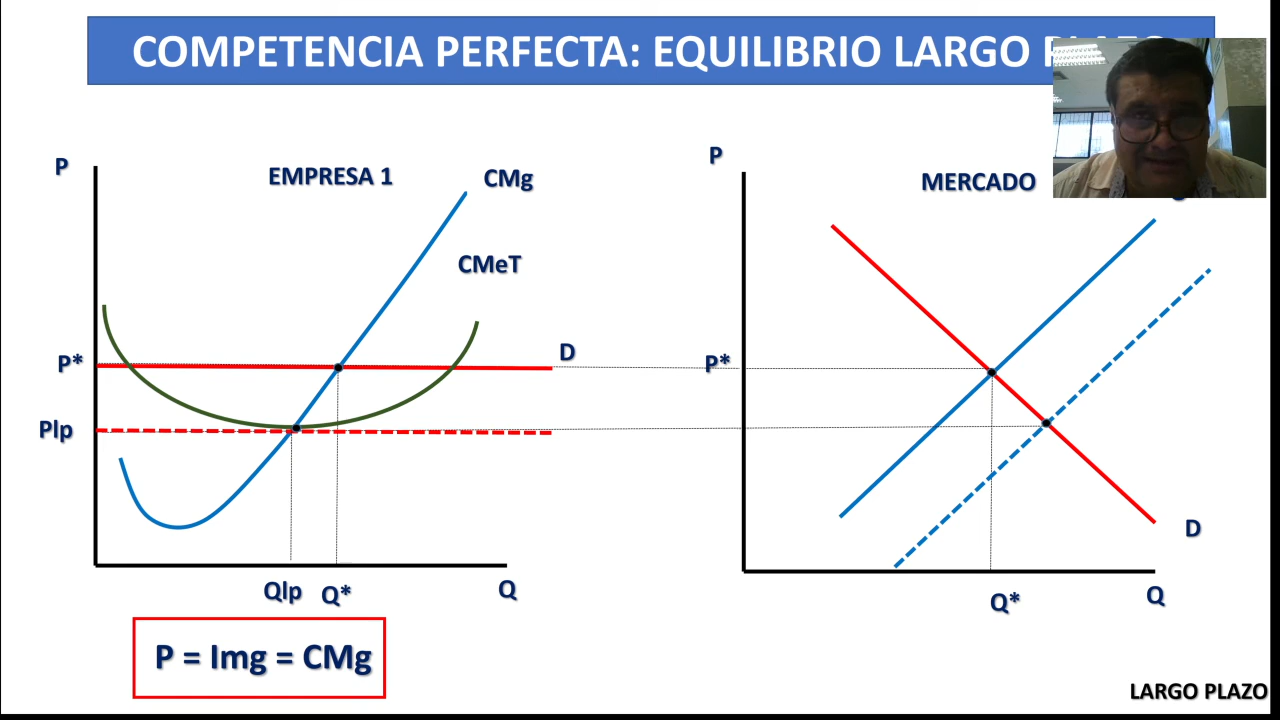 COMPETENCIA PERFECTA: EQUILIBRIO LARGO
P
EMPRESA 1
CMg
CMeT
P*
D
Plp
Qlp
Q*
Q
P = Img = CMg
P
MERCADO
P*
D
Q*
Q
LARGO PLAZO